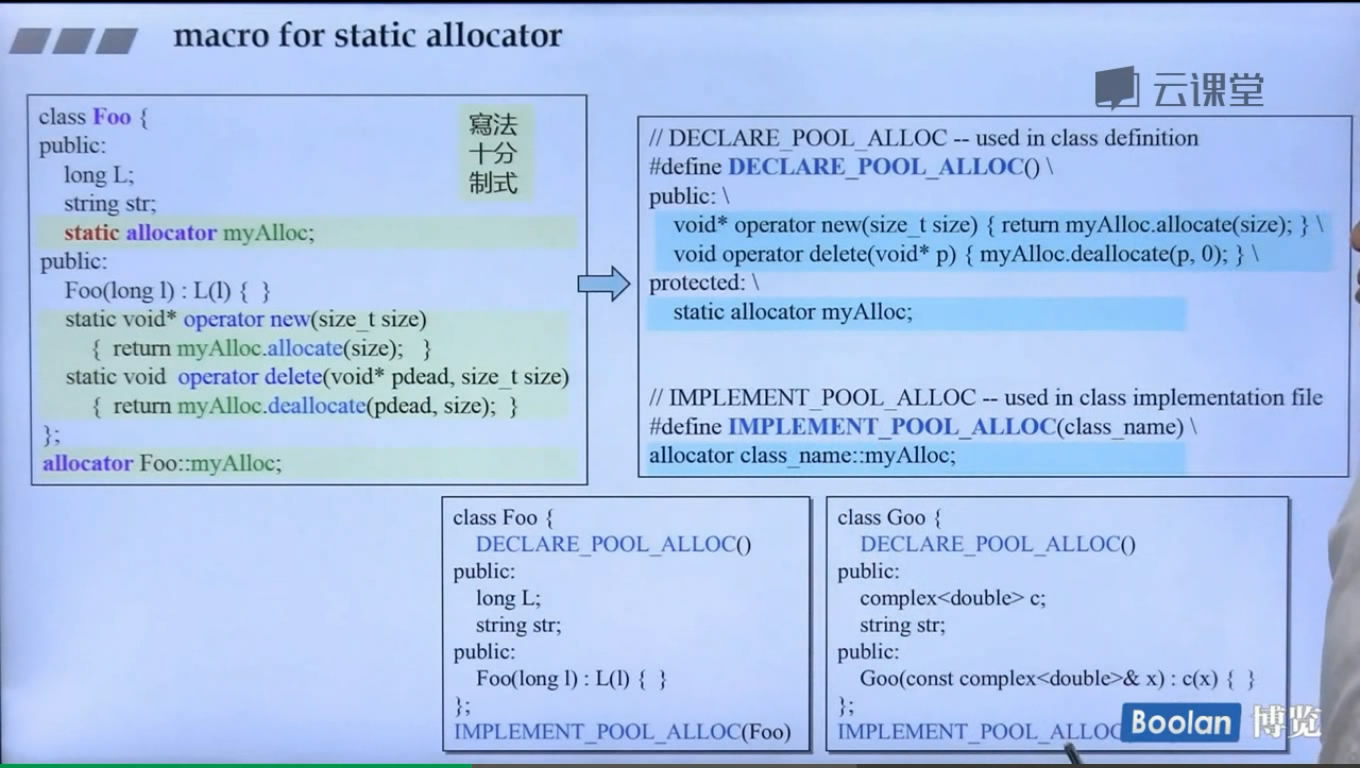 macro for static allocator
云课堂
class Foo {
public:
long L;
string str;
static allocator myAlloc;
public:
Foo(long l) : L(l) { }
static void* operator new(size_t size)
{ return myAlloc.allocate(size); }
static void operator delete(void* pdead, size_t size)
{ return myAlloc.deallocate(pdead, size); }
};
allocator Foo::myAlloc;
寫法
十分
制式
// DECLARE_POOL_ALLOC -- used in class definition
#define DECLARE_POOL_ALLOC() \
public: \
void* operator new(size_t size) { return myAlloc.allocate(size); } \
void operator delete(void* p) { myAlloc.deallocate(p, 0); } \
protected: \
static allocator myAlloc;
// IMPLEMENT_POOL_ALLOC -- used in class implementation file
#define IMPLEMENT_POOL_ALLOC(class_name) \
allocator class_name::myAlloc;
class Foo {
DECLARE_POOL_ALLOC()
public:
long L;
string str;
public:
Foo(long l) : L(l) { }
};
IMPLEMENT_POOL_ALLOC(Foo)
class Goo {
DECLARE_POOL_ALLOC()
public:
complex<double> c;
string str;
public:
Goo(const complex<double>& x) : c(x) { }
};
IMPLEMENT_POOL_ALLOC
Boolan 博览